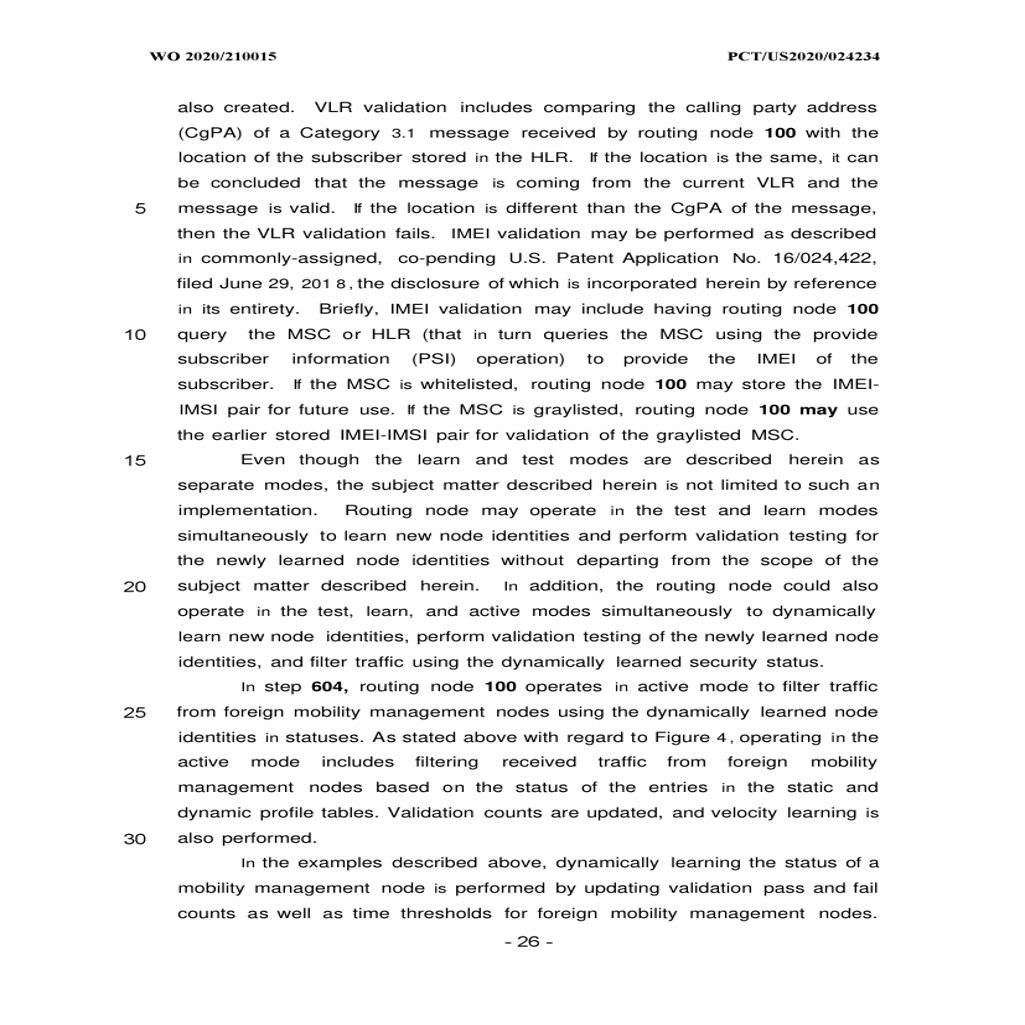 WO 2020/210015 PCT/US2020/024234
also created. VLR validation includes comparing the calling party address
(CgPA) of a Category 3.1 message received by routing node 100 with the
location of the subscriber stored in the HLR. If the location is the same, it can
be concluded that the message is coming from the current VLR and the
5 message is valid. If the location is different than the CgPA of the message,
then the VLR validation fails. IMEI validation may be performed as described
in commonly-assigned, co-pending U.S. Patent Application No. 16/024,422,
filed June 29, 201 8, the disclosure of which is incorporated herein by reference
in its entirety. Briefly, IMEI validation may include having routing node 100
10 query the MSC or HLR (that in turn queries the MSC using the provide
subscriber information (PSI) operation) to provide the IMEI of the
subscriber. If the MSC is whitelisted, routing node 100 may store the IMEI-
IMSI pair for future use. If the MSC is graylisted, routing node 100 may use
the earlier stored IMEI-IMSI pair for validation of the graylisted MSC.
15 Even though the learn and test modes are described herein as
separate modes, the subject matter described herein is not limited to such an
implementation. Routing node may operate in the test and learn modes
simultaneously to learn new node identities and perform validation testing for
the newly learned node identities without departing from the scope of the
20 subject matter described herein. In addition, the routing node could also
operate in the test, learn, and active modes simultaneously to dynamically
learn new node identities, perform validation testing of the newly learned node
identities, and filter traffic using the dynamically learned security status.
In step 604, routing node 100 operates in active mode to filter traffic
25 from foreign mobility management nodes using the dynamically learned node
identities in statuses. As stated above with regard to Figure 4, operating in the
active mode includes filtering received traffic from foreign mobility
management nodes based on the status of the entries in the static and
dynamic profile tables. Validation counts are updated, and velocity learning is
30 also performed.
In the examples described above, dynamically learning the status of a
mobility management node is performed by updating validation pass and fail
counts as well as time thresholds for foreign mobility management nodes.
- 26 -